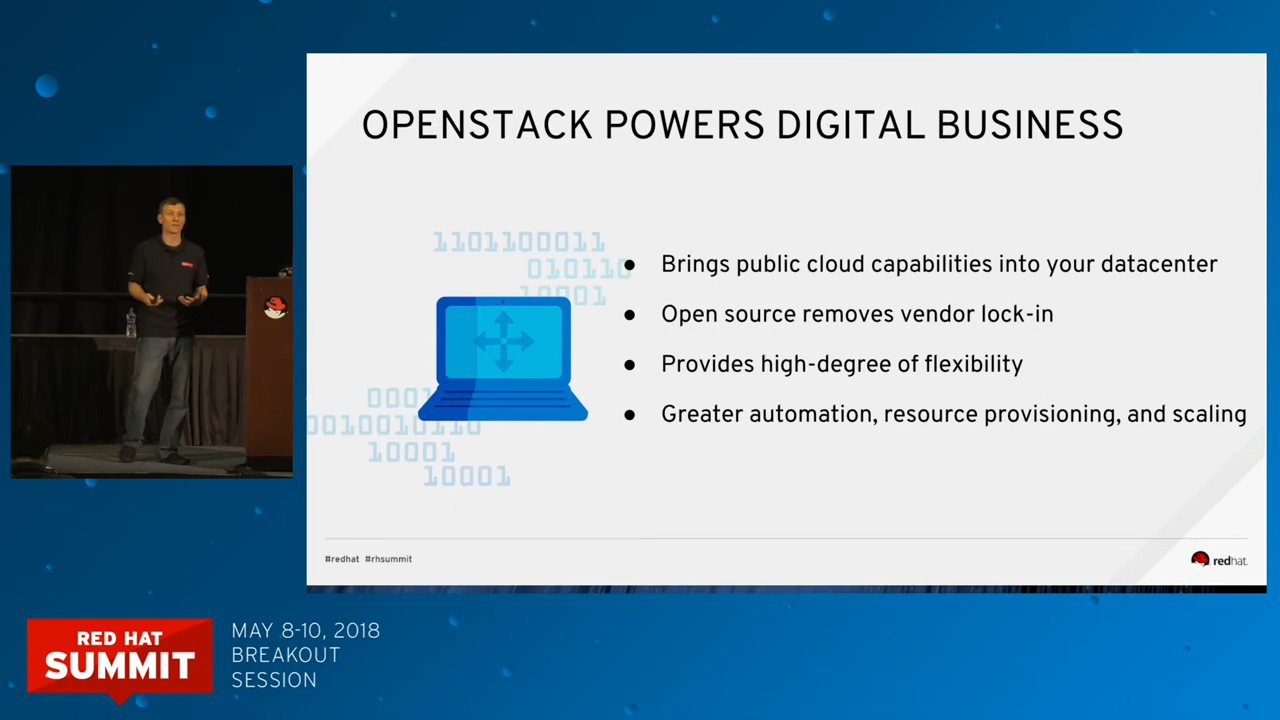 OPENSTACK POWERS DIGITAL BUSINESS
1101100011
010110
10001
● Brings public cloud capabilities into your datacenter
● Open source removes vendor lock-in
● Provides high-degree of flexibility
● Greater automation, resource provisioning, and scaling
0001
0010010110
10001
10001
#redhat #rhsummit
redhat.
RED HAT
SUMMIT
MAY 8-10, 2018
BREAKOUT
SESSION